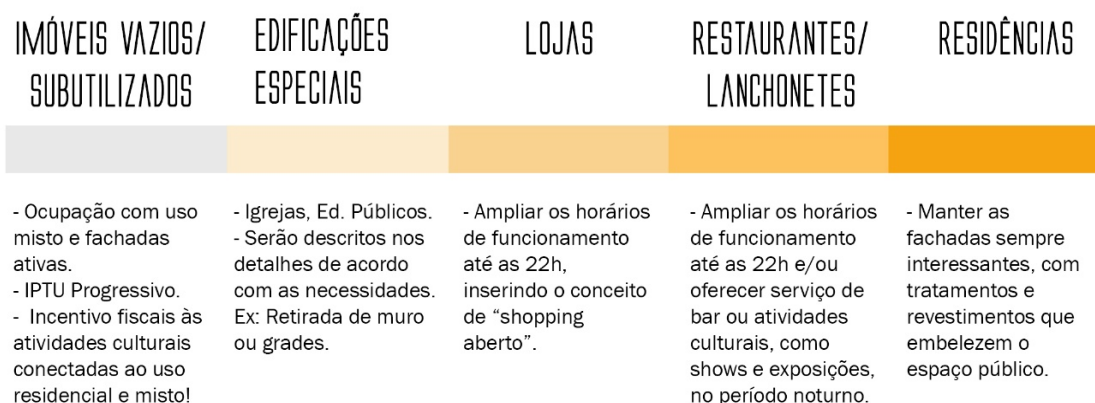 IMÓVEIS VAZIOS/
SUBUTILIZADOS
EDIFICAÇÕES
ESPECIAIS
LOJAS
RESTAURANTES/
LANCHONETES
RESIDÊNCIAS
- Ocupação com uso
misto e fachadas
ativas.
- IPTU Progressivo.
- Incentivo fiscais às
atividades culturais
conectadas ao uso
residencial e misto!
- Igrejas, Ed. Públicos.
- Serão descritos nos
detalhes de acordo
com as necessidades.
Ex: Retirada de muro
ou grades.
- Ampliar os horários
de funcionamento
até as 22h,
inserindo o conceito
de “shopping
aberto”.
- Ampliar os horários
de funcionamento
até as 22h e/ou
oferecer serviço de
bar ou atividades
culturais, como
shows e exposições,
no período noturno.
- Manter as
fachadas sempre
interessantes, com
tratamentos e
revestimentos que
embelezem o
espaço público.